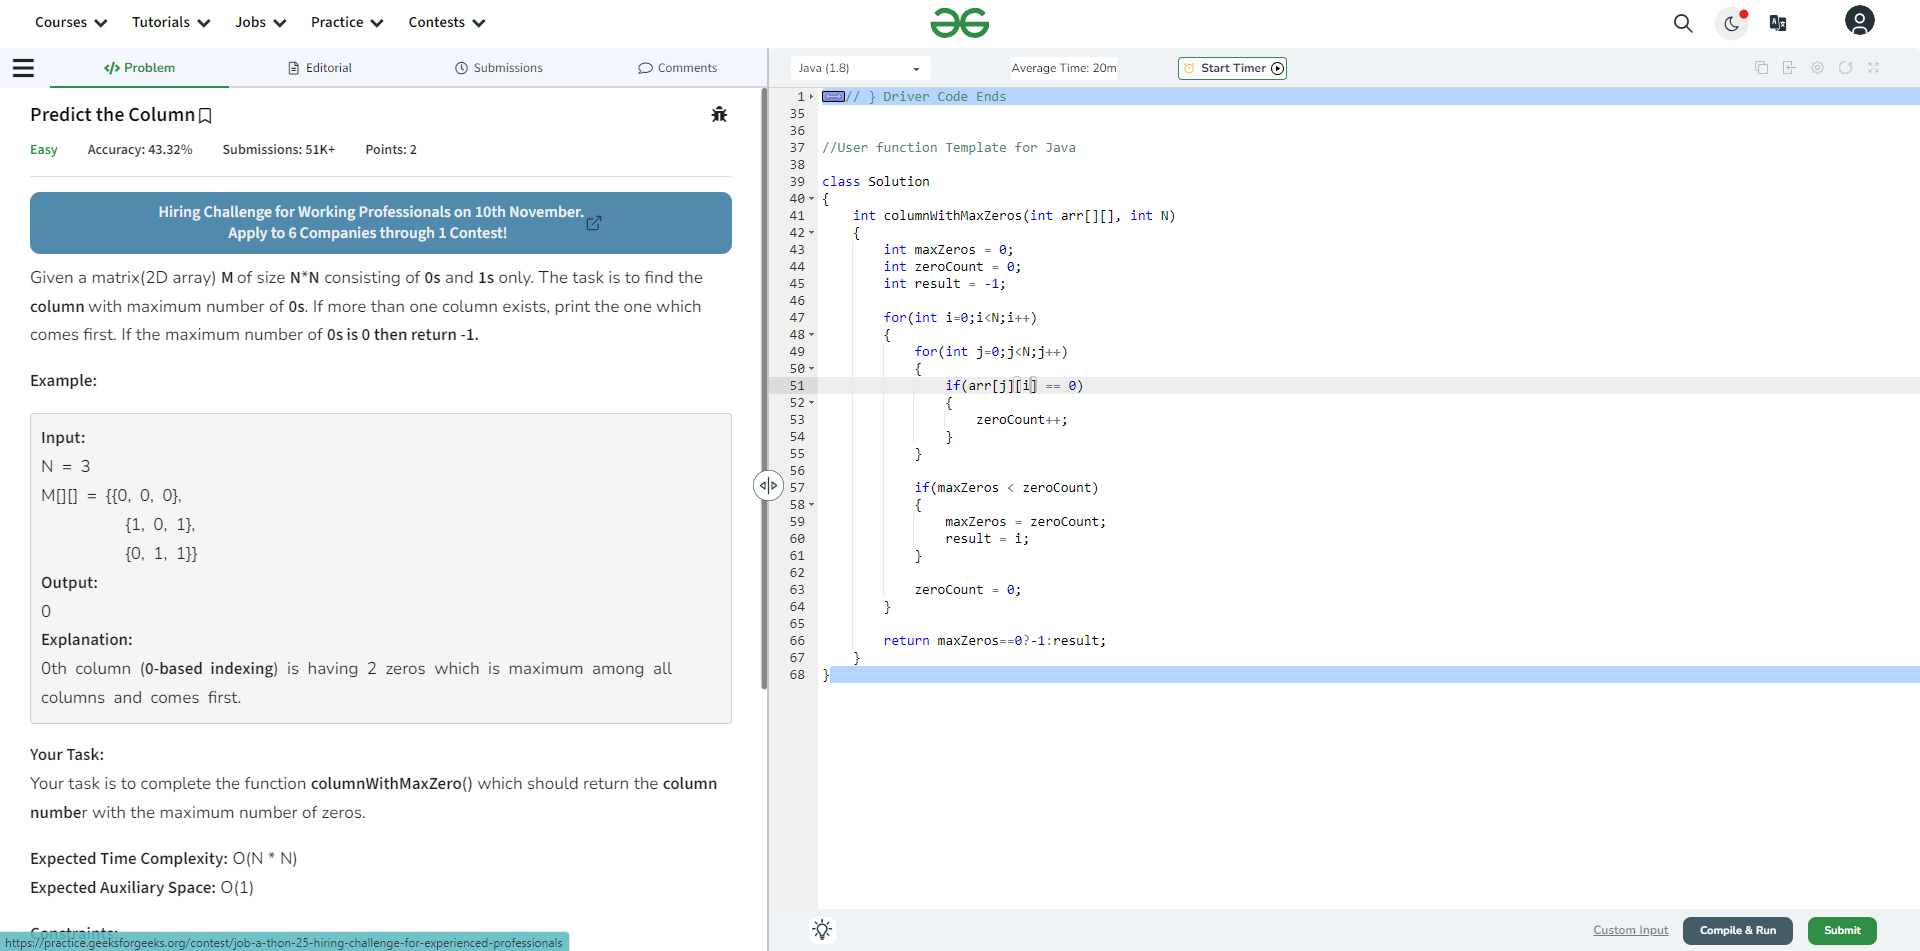 Courses Tutorials Jobs Practice Contests
</> Problem Editorial Submissions Comments
Predict the Column
Easy Accuracy: 43.32% Submissions: 51K+ Points: 2
Hiring Challenge for Working Professionals on 10th November.
Apply to 6 Companies through 1 Contest!
Given a matrix(2D array) M of size N*N consisting of 0s and 1s only. The task is to find the
column with maximum number of 0s. If more than one column exists, print the one which
comes first. If the maximum number of 0s is 0 then return -1.
Example:
Input:
N = 3
M[][] = {{0, 0, 0},
{1, 0, 1},
{0, 1, 1}}
Output:
0
Explanation:
0th column (0-based indexing) is having 2 zeros which is maximum among all
columns and comes first.
Your Task:
Your task is to complete the function columnWithMaxZero() which should return the column
number with the maximum number of zeros.
Expected Time Complexity: O(N * N)
Expected Auxiliary Space: O(1)
Constraints:
https://practice.geeksforgeeks.org/contest/job-a-thon-25-hiring-challenge-for-experienced-professionals
Java (1.8) Average Time: 20m Start Timer
1 // } Driver Code Ends
35
36
37 //User function Template for Java
38
39 class Solution
40 {
41 int columnWithMaxZeros(int arr[][], int N)
42 {
43 int maxZeros = 0;
44 int zeroCount = 0;
45 int result = -1;
46
47 for(int i=0;i<N;i++)
48 {
49 for(int j=0;j<N;j++)
50 {
51 if(arr[j][i] == 0)
52 {
53 zeroCount++;
54 }
55 }
56
57 if(maxZeros < zeroCount)
58 {
59 maxZeros = zeroCount;
60 result = i;
61 }
62
63 zeroCount = 0;
64 }
65
66 return maxZeros==0?-1:result;
67 }
68 }
Custom Input Compile & Run Submit